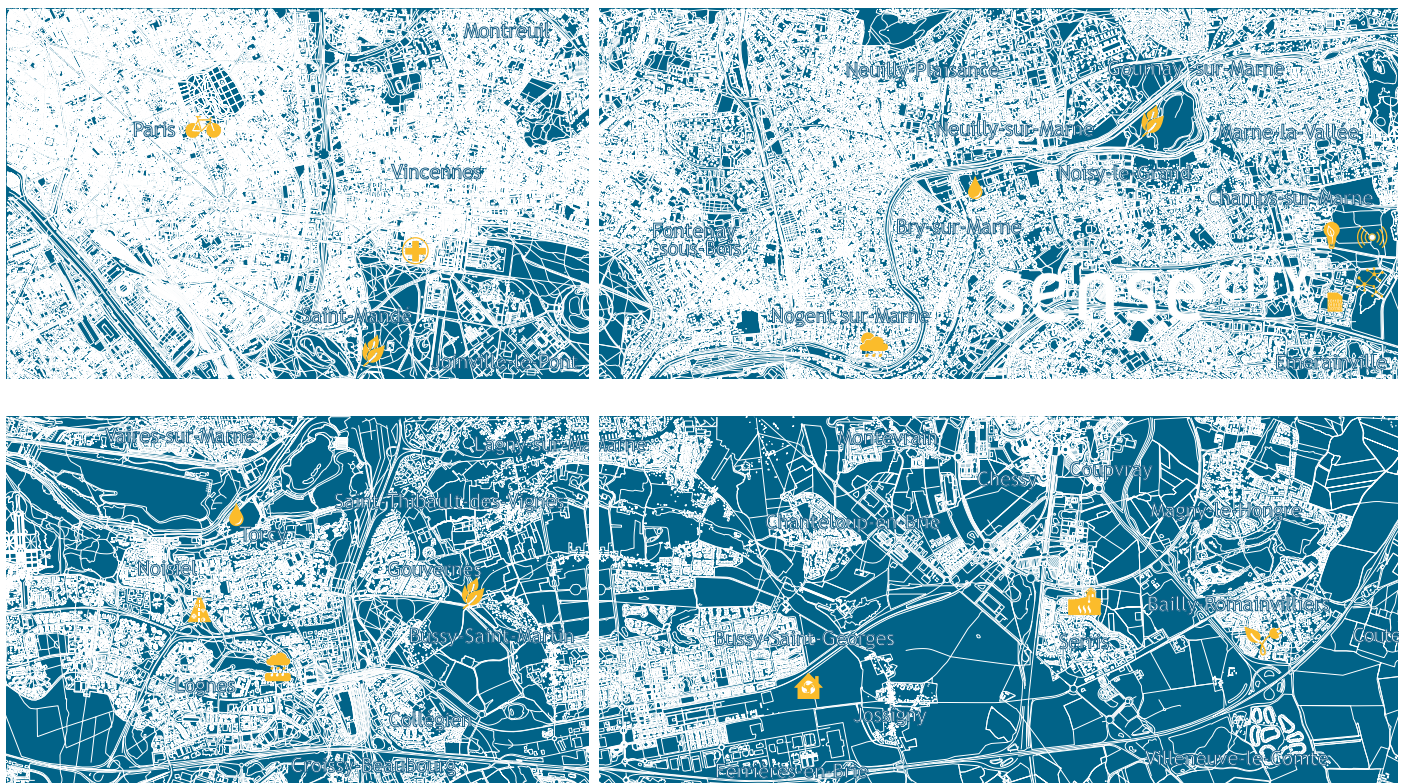 Montreuil
Paris
Vincennes
Saint-Mandé
Joinville-le-Pont
Neuilly-Plaisance
Gournay-sur-Marne
Neuilly-sur-Marne
Marne-la-Vallée
Noisy-le-Grand
Champs-sur-Marne
Bry-sur-Marne
Fontenay
sous-Bois
sense CITY
Nogent sur-Marne
Emerainville
Vaires-sur-Marne
Lagny-sur-Marne
Saint-Thibault-des-Vignes
Torcy
Noisiel
Gouvernes
Bussy-Saint-Martin
Lognes
Collégien
Croissy-Beaubourg
Montévrain
Chessy
Coupvray
Chanteloup-en-Brie
Magny-le-Hongre
Bailly-Romainvilliers
Bussy-Saint-Georges
Serris
Coute
Jossigny
Ferrières-en-Brie
Villeneuve-le-Comte